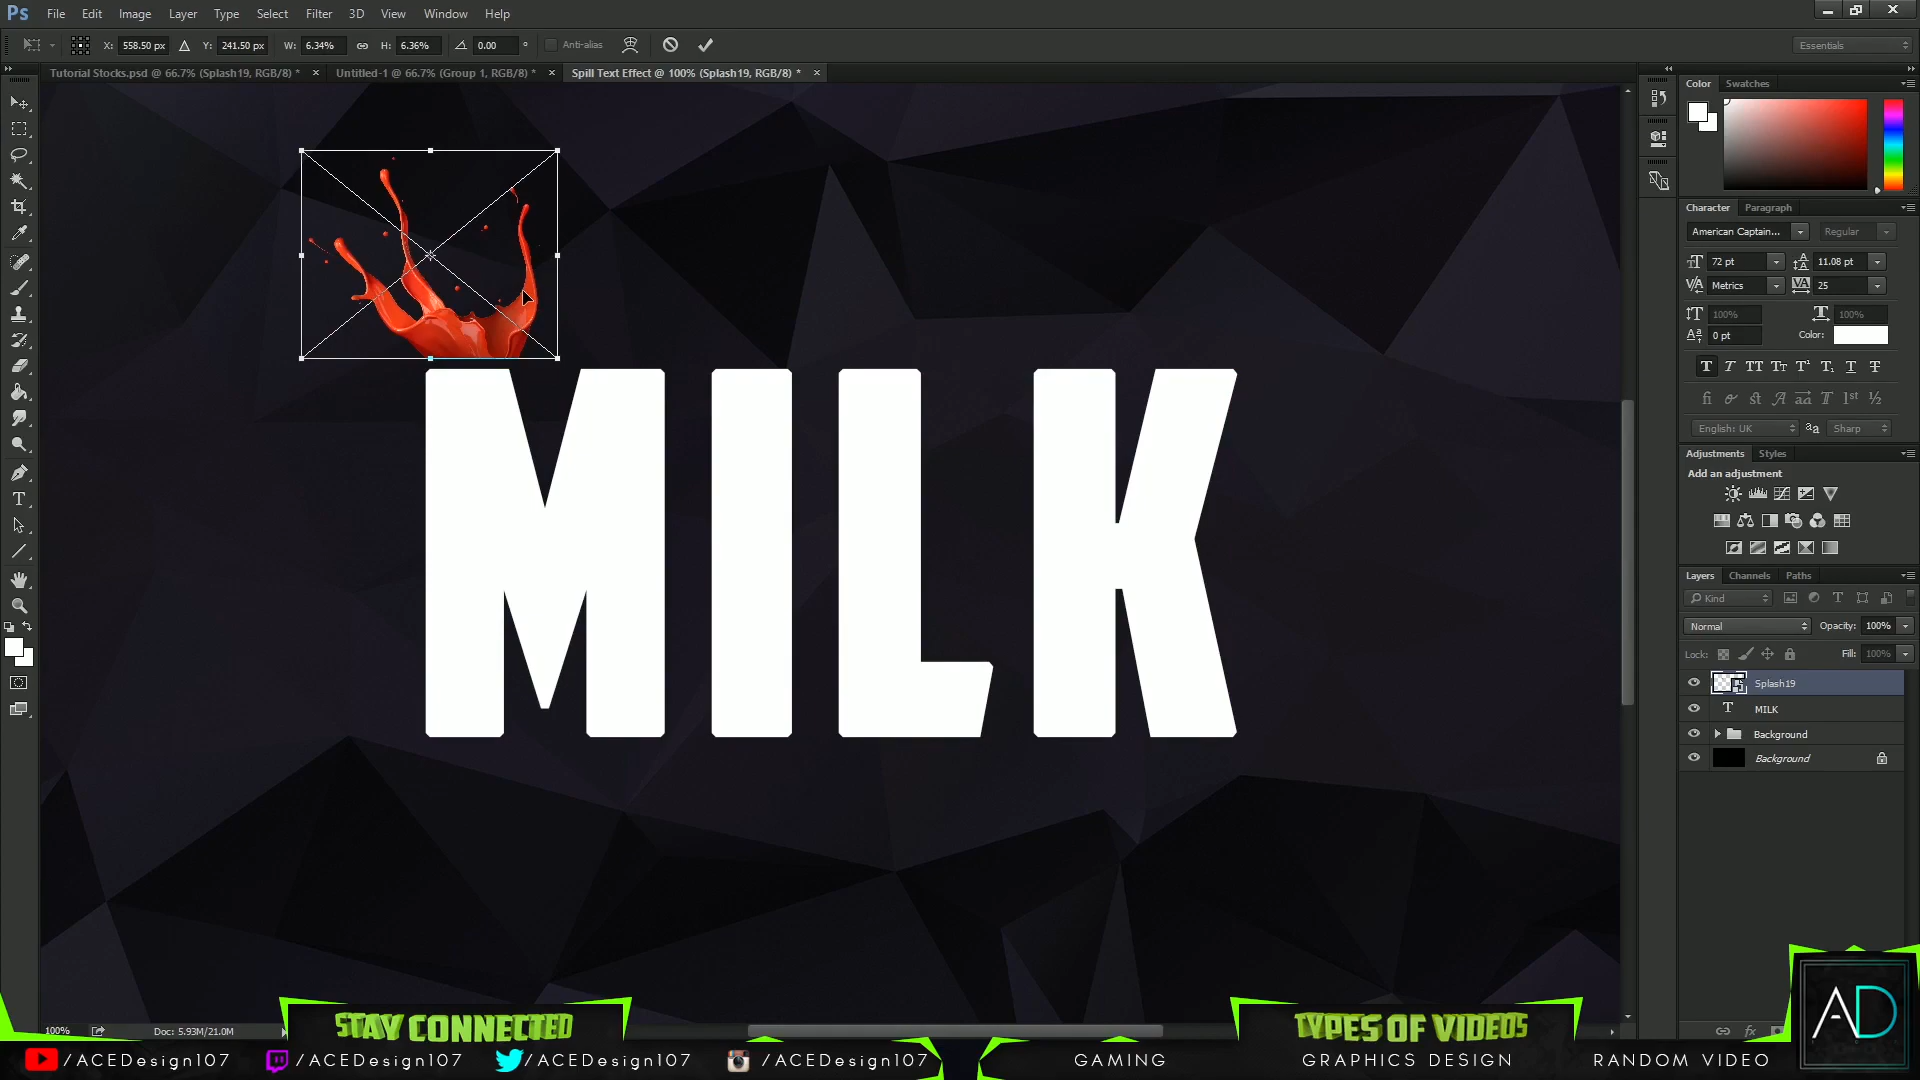 Ps File Edit Image Layer Type Select Filter 3D View Window Help
X: 558.50 px Y: 241.50 px W: 6.34% H: 6.36% 0.00 ° Anti-alias Essentials
Tutorial Stocks.psd @ 66.7% (Splash19, RGB/8) * × Untitled-1 @ 66.7% (Group 1, RGB/8) * × Spill Text Effect @ 100% (Splash19, RGB/8) * ×
Color Swatches
Character Paragraph
American Captain... Regular
72 pt 11.08 pt
Metrics 25
100% 100%
0 pt Color:
English: UK Sharp
Adjustments Styles
Add an adjustment
Layers Channels Paths
Kind
Normal Opacity: 100%
Lock: Fill: 100%
Splash19
MILK
Background
Background
MILK
100% Doc: 5.93M/21.0M
STAY CONNECTED TYPES OF VIDEOS
/ACEDesign107 /ACEDesign107 /ACEDesign107 /ACEDesign107 GAMING GRAPHICS DESIGN RANDOM VIDEO
AD